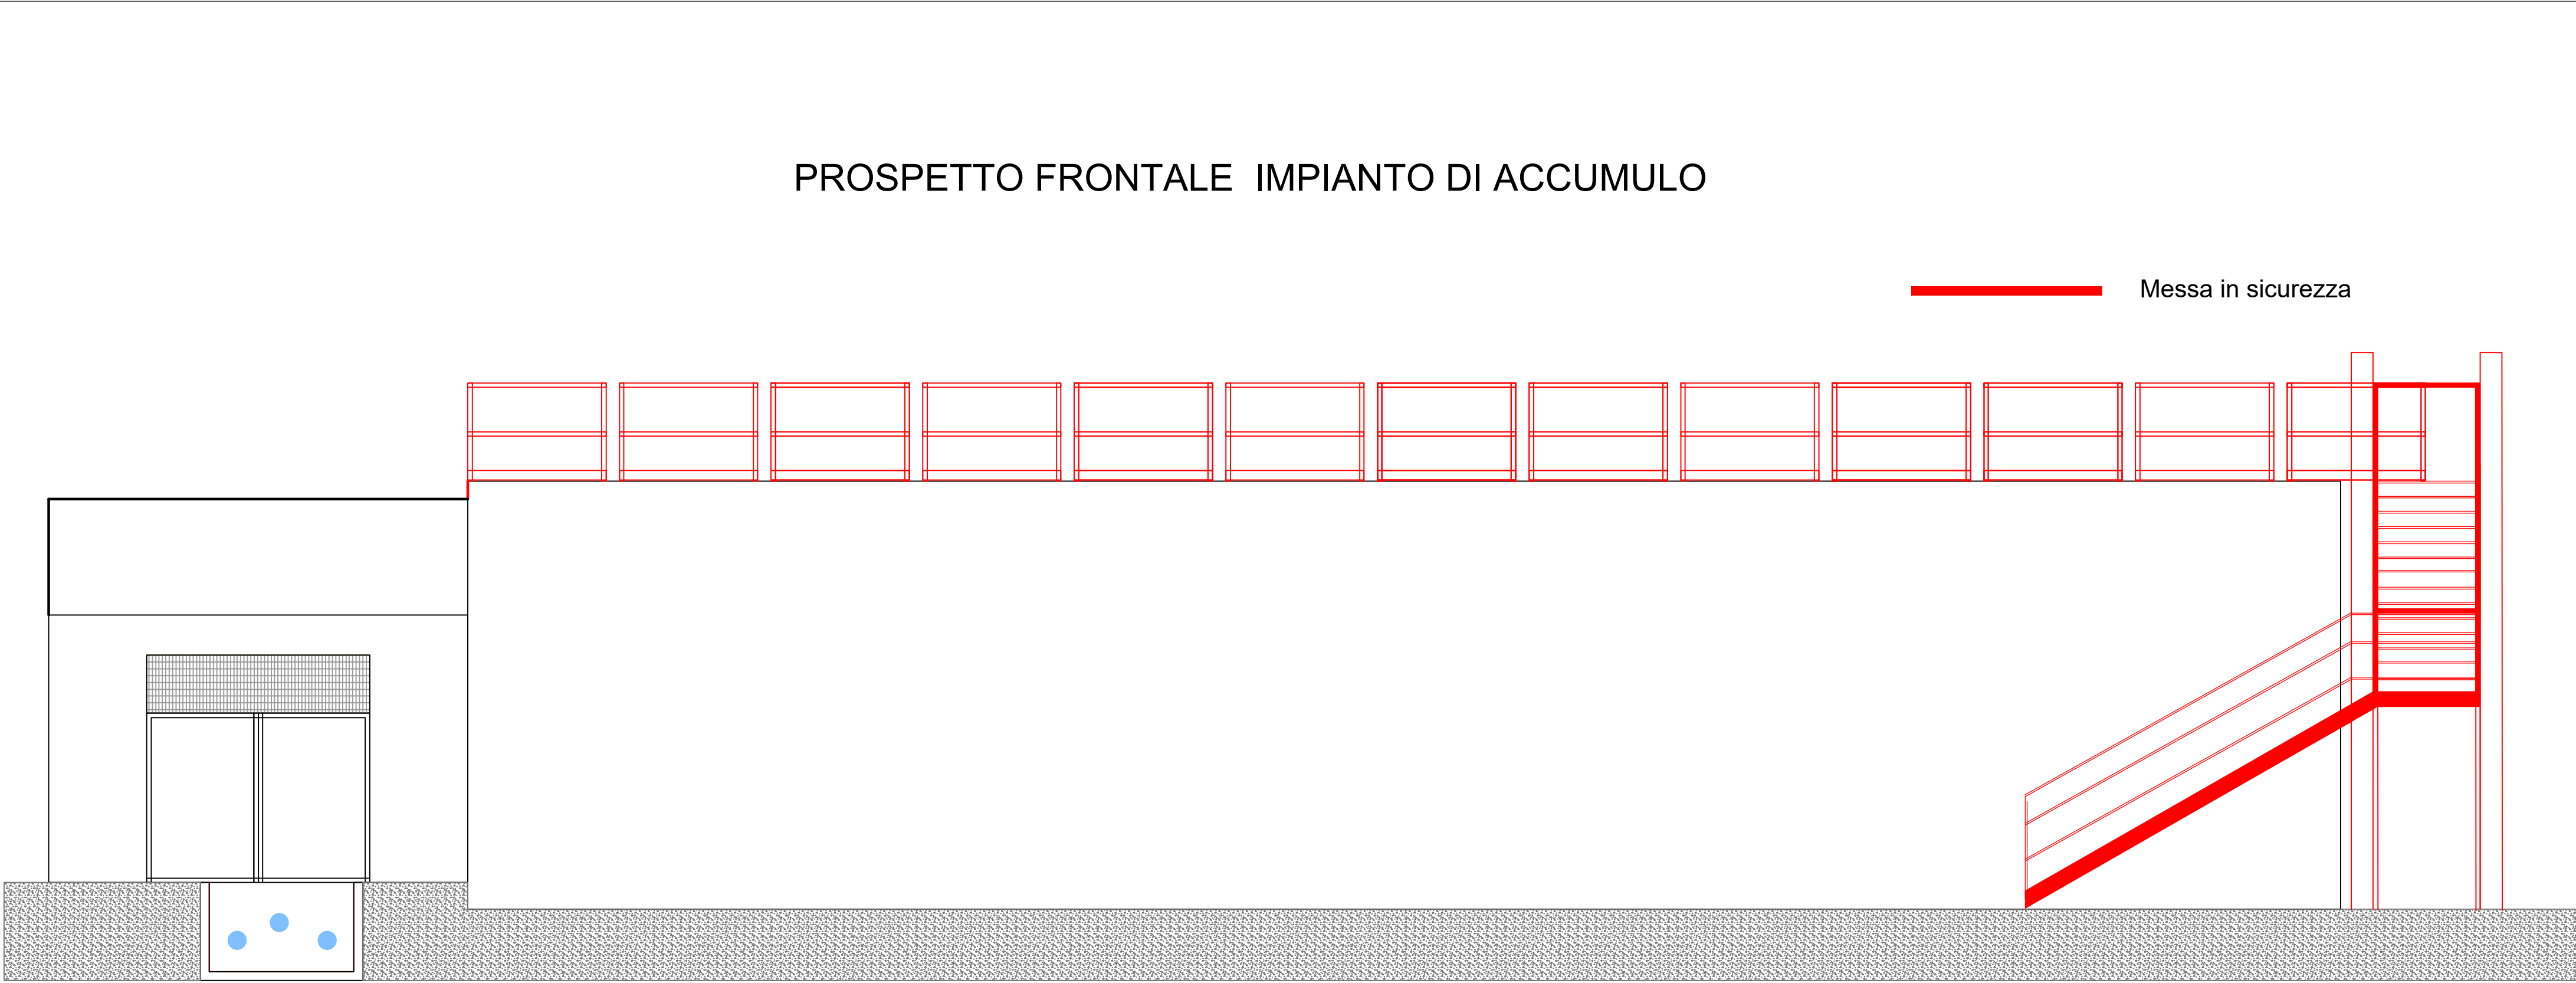 PROSPETTO FRONTALE  IMPIANTO DI ACCUMULO
Messa in sicurezza